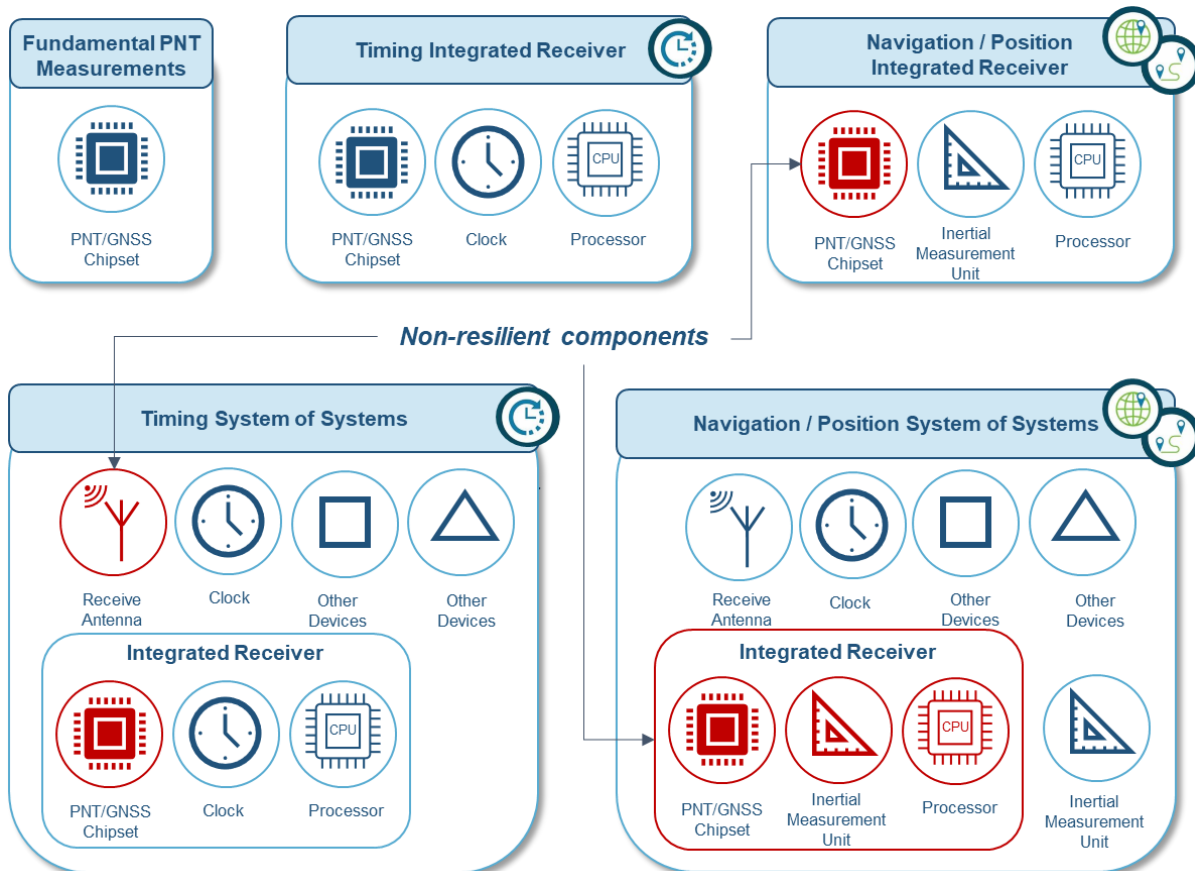 Fundamental PNT
Measurements
PNT/GNSS
Chipset
Timing Integrated Receiver
PNT/GNSS
Chipset
Clock
CPU
Processor
Navigation / Position
Integrated Receiver
PNT/GNSS
Chipset
Inertial
Measurement
Unit
CPU
Processor
Non-resilient components
Timing System of Systems
Receive
Antenna
Clock
Other
Devices
Other
Devices
Integrated Receiver
PNT/GNSS
Chipset
Clock
CPU
Processor
Navigation / Position System of Systems
Receive
Antenna
Clock
Other
Devices
Other
Devices
Integrated Receiver
PNT/GNSS
Chipset
Inertial
Measurement
Unit
CPU
Processor
Inertial
Measurement
Unit